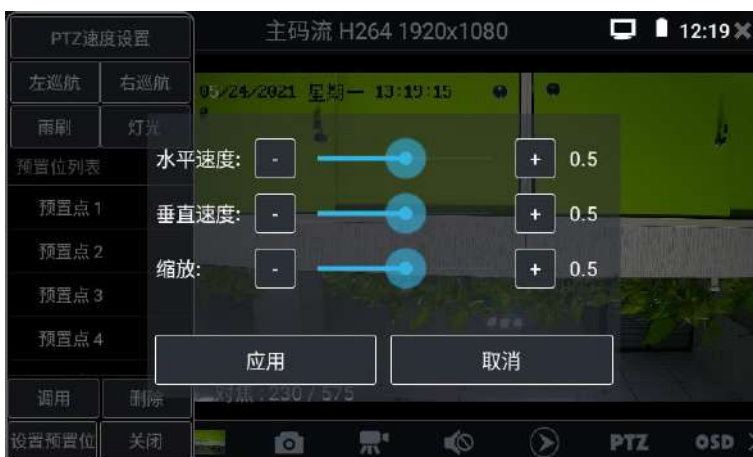 PTZ速度设置
主码流 H264 1920x1080
12:19
左巡航 右巡航
05/24/2021 星期一 13:19:15
雨刷 灯光
预置位列表
水平速度: - + 0.5
预置点 1
垂直速度: - + 0.5
预置点 2
缩放: - + 0.5
预置点 3
预置点 4
应用 取消
调用 删除
对焦:230 / 575
设置预置位 关闭
PTZ OSD